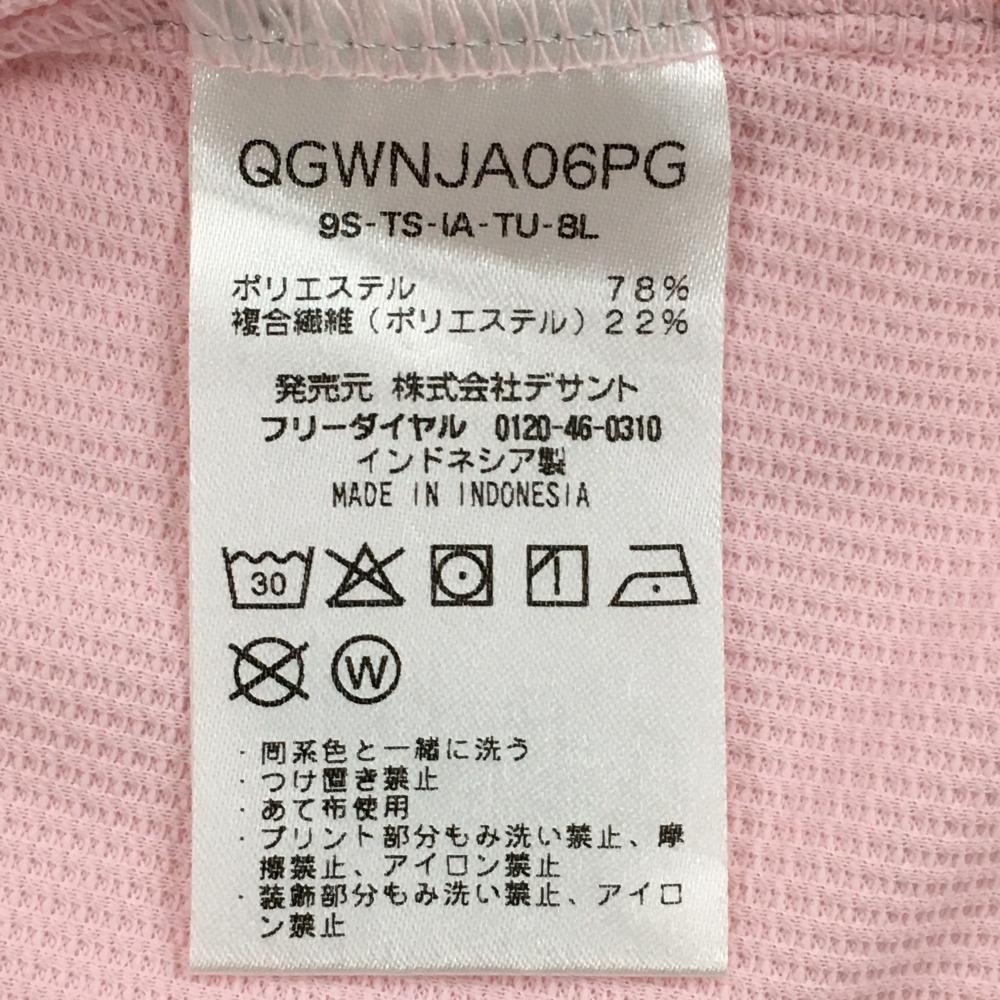 QGWNJA06PG
9S-TS-IA-TU-8L
ポリエステル 78%
複合繊維(ポリエステル)22%
発売元 株式会社デサント
フリーダイヤル 0120-46-0310
インドネシア製
MADE IN INDONESIA
30
W
・同系色と一緒に洗う
・つけ置き禁止
・あて布使用
・プリント部分もみ洗い禁止、摩
擦禁止、アイロン禁止
・装飾部分もみ洗い禁止、アイロ
ン禁止